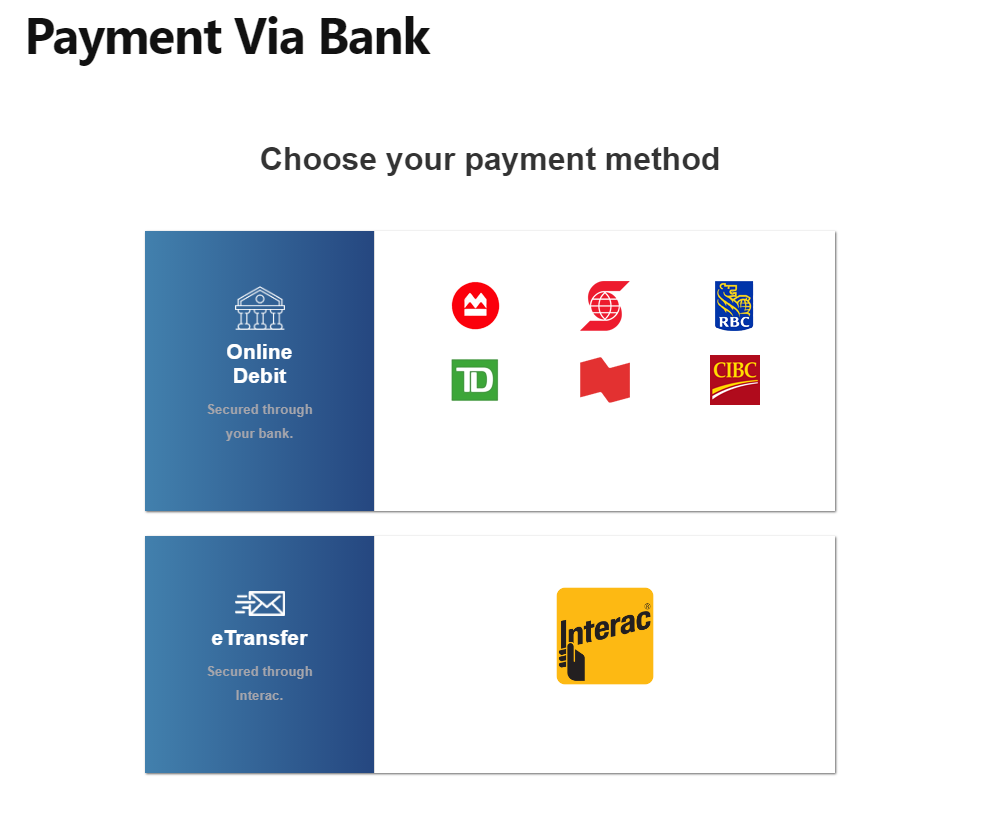 Payment Via Bank
Choose your payment method
Online
Debit
Secured through
your bank.
RBC
TD
CIBC
eTransfer
Secured through
Interac.
Interac®